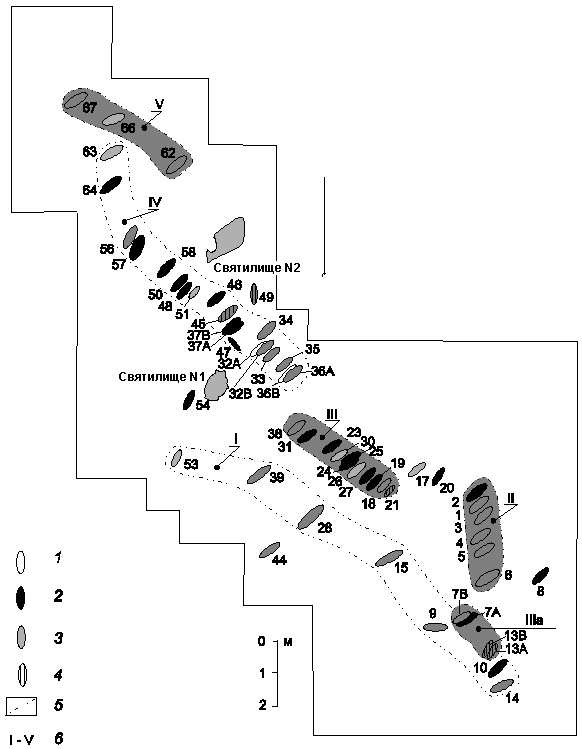 V
67
66
63
62
64
IV
56
57
58
Святилище N2
50
48
51
46
49
45
34
37B
37A
47
32A
35
33
36A
Святилище N1
32B
36B
54
III
38
23
31
30
I
25
53
24
19
39
26
17
20
27
18
21
2
II
1
3
28
4
5
44
15
6
8
7B
7A
9
IIIa
13B
13A
10
14
1
2
3
4
5
I - V 6
0 м
1
2